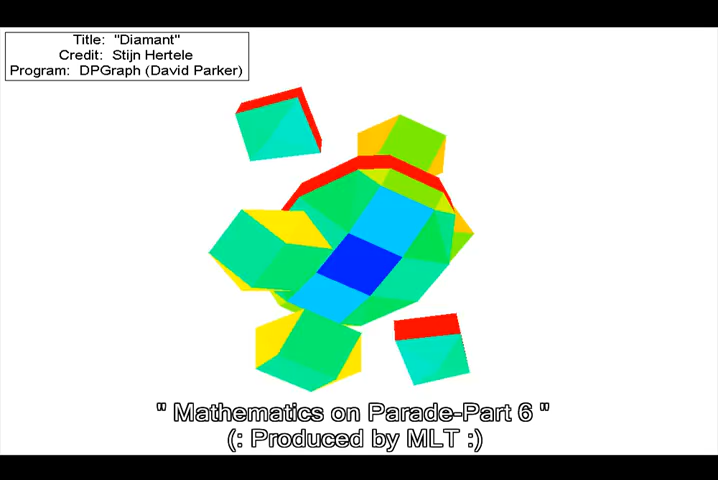 Title: "Diamant"
Credit: Stijn Hertele
Program: DPGraph (David Parker)
" Mathematics on Parade-Part 6 "
(: Produced by MLT :)